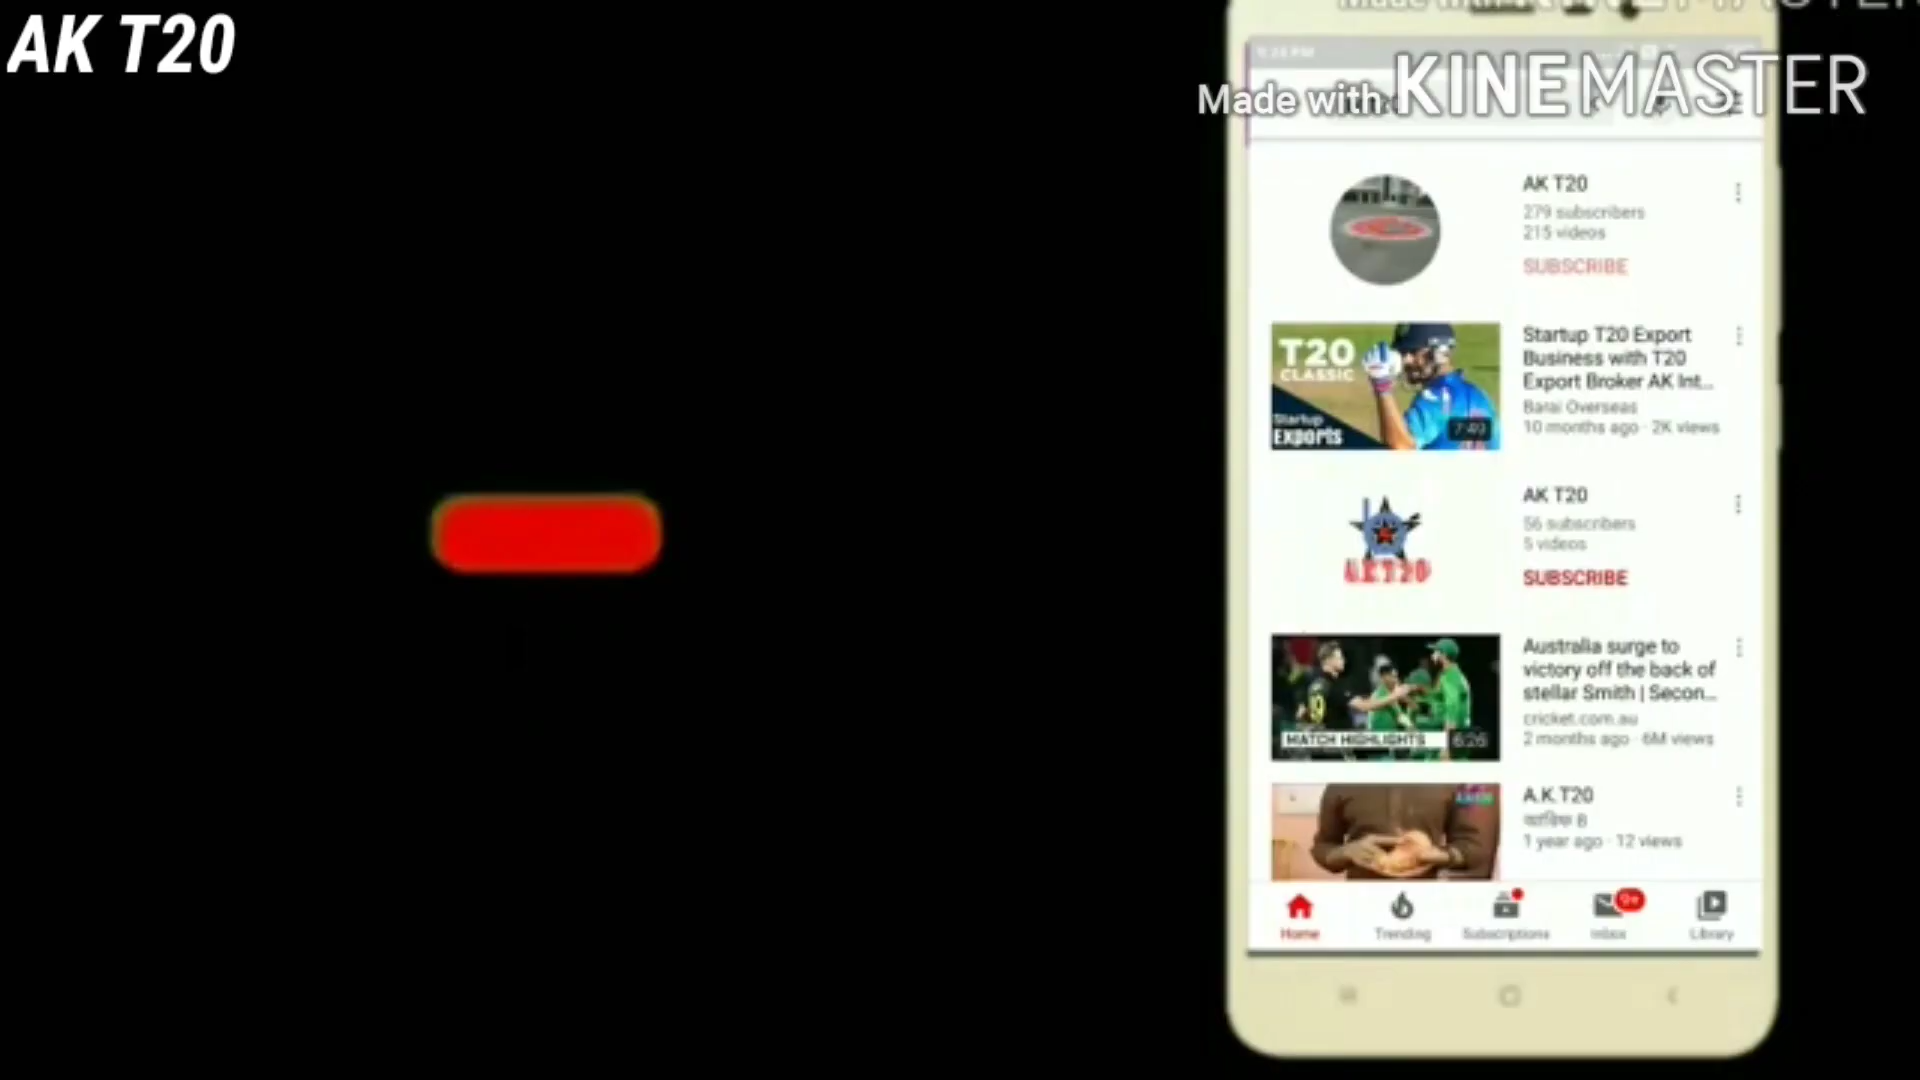 AK T20
Made with KINEMASTER
AK T20
279 subscribers
215 videos
SUBSCRIBE
T20
CLASSIC
Startup
Exports
7:49
Startup T20 Export
Business with T20
Export Broker AK Int...
Barai Overseas
10 months ago · 2K views
AK T20
56 subscribers
5 videos
SUBSCRIBE
AKT20
MATCH HIGHLIGHTS
6:26
Australia surge to
victory off the back of
stellar Smith | Secon...
cricket.com.au
2 months ago · 6M views
A.K.T20
1 year ago · 12 views
Home
Trending
Subscriptions
9+
Inbox
Library